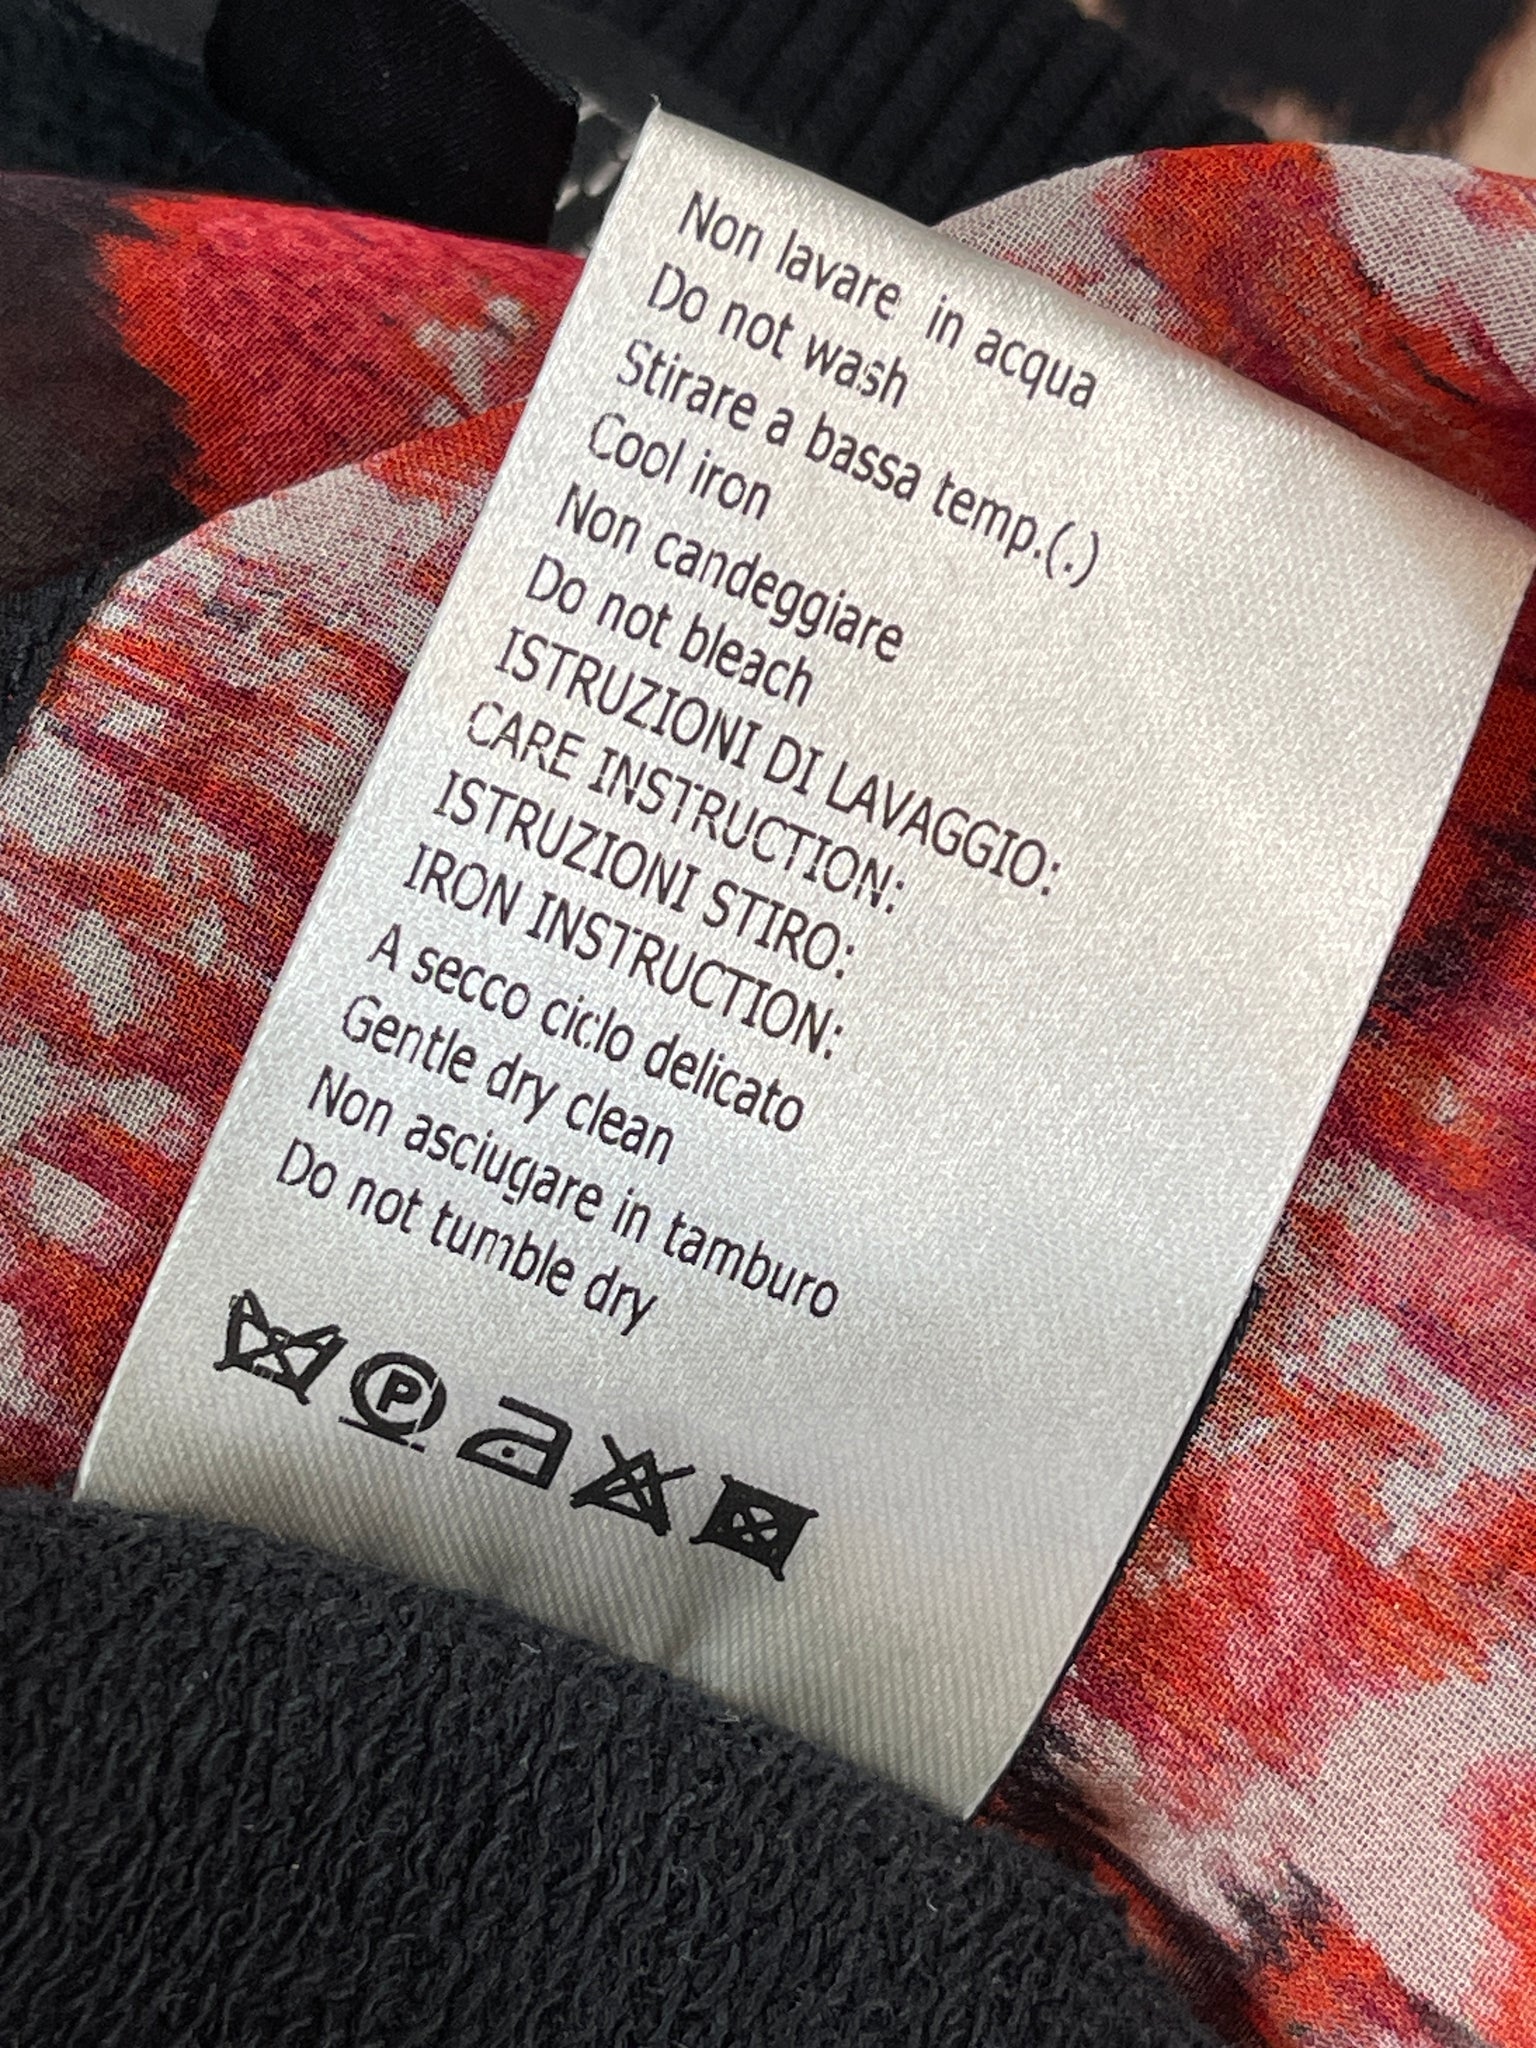 Non lavare in acqua
Do not wash
Stirare a bassa temp.(.)
Cool iron
Non candeggiare
Do not bleach
ISTRUZIONI DI LAVAGGIO:
CARE INSTRUCTION:
ISTRUZIONI STIRO:
IRON INSTRUCTION:
A secco ciclo delicato
Gentle dry clean
Non asciugare in tamburo
Do not tumble dry
P